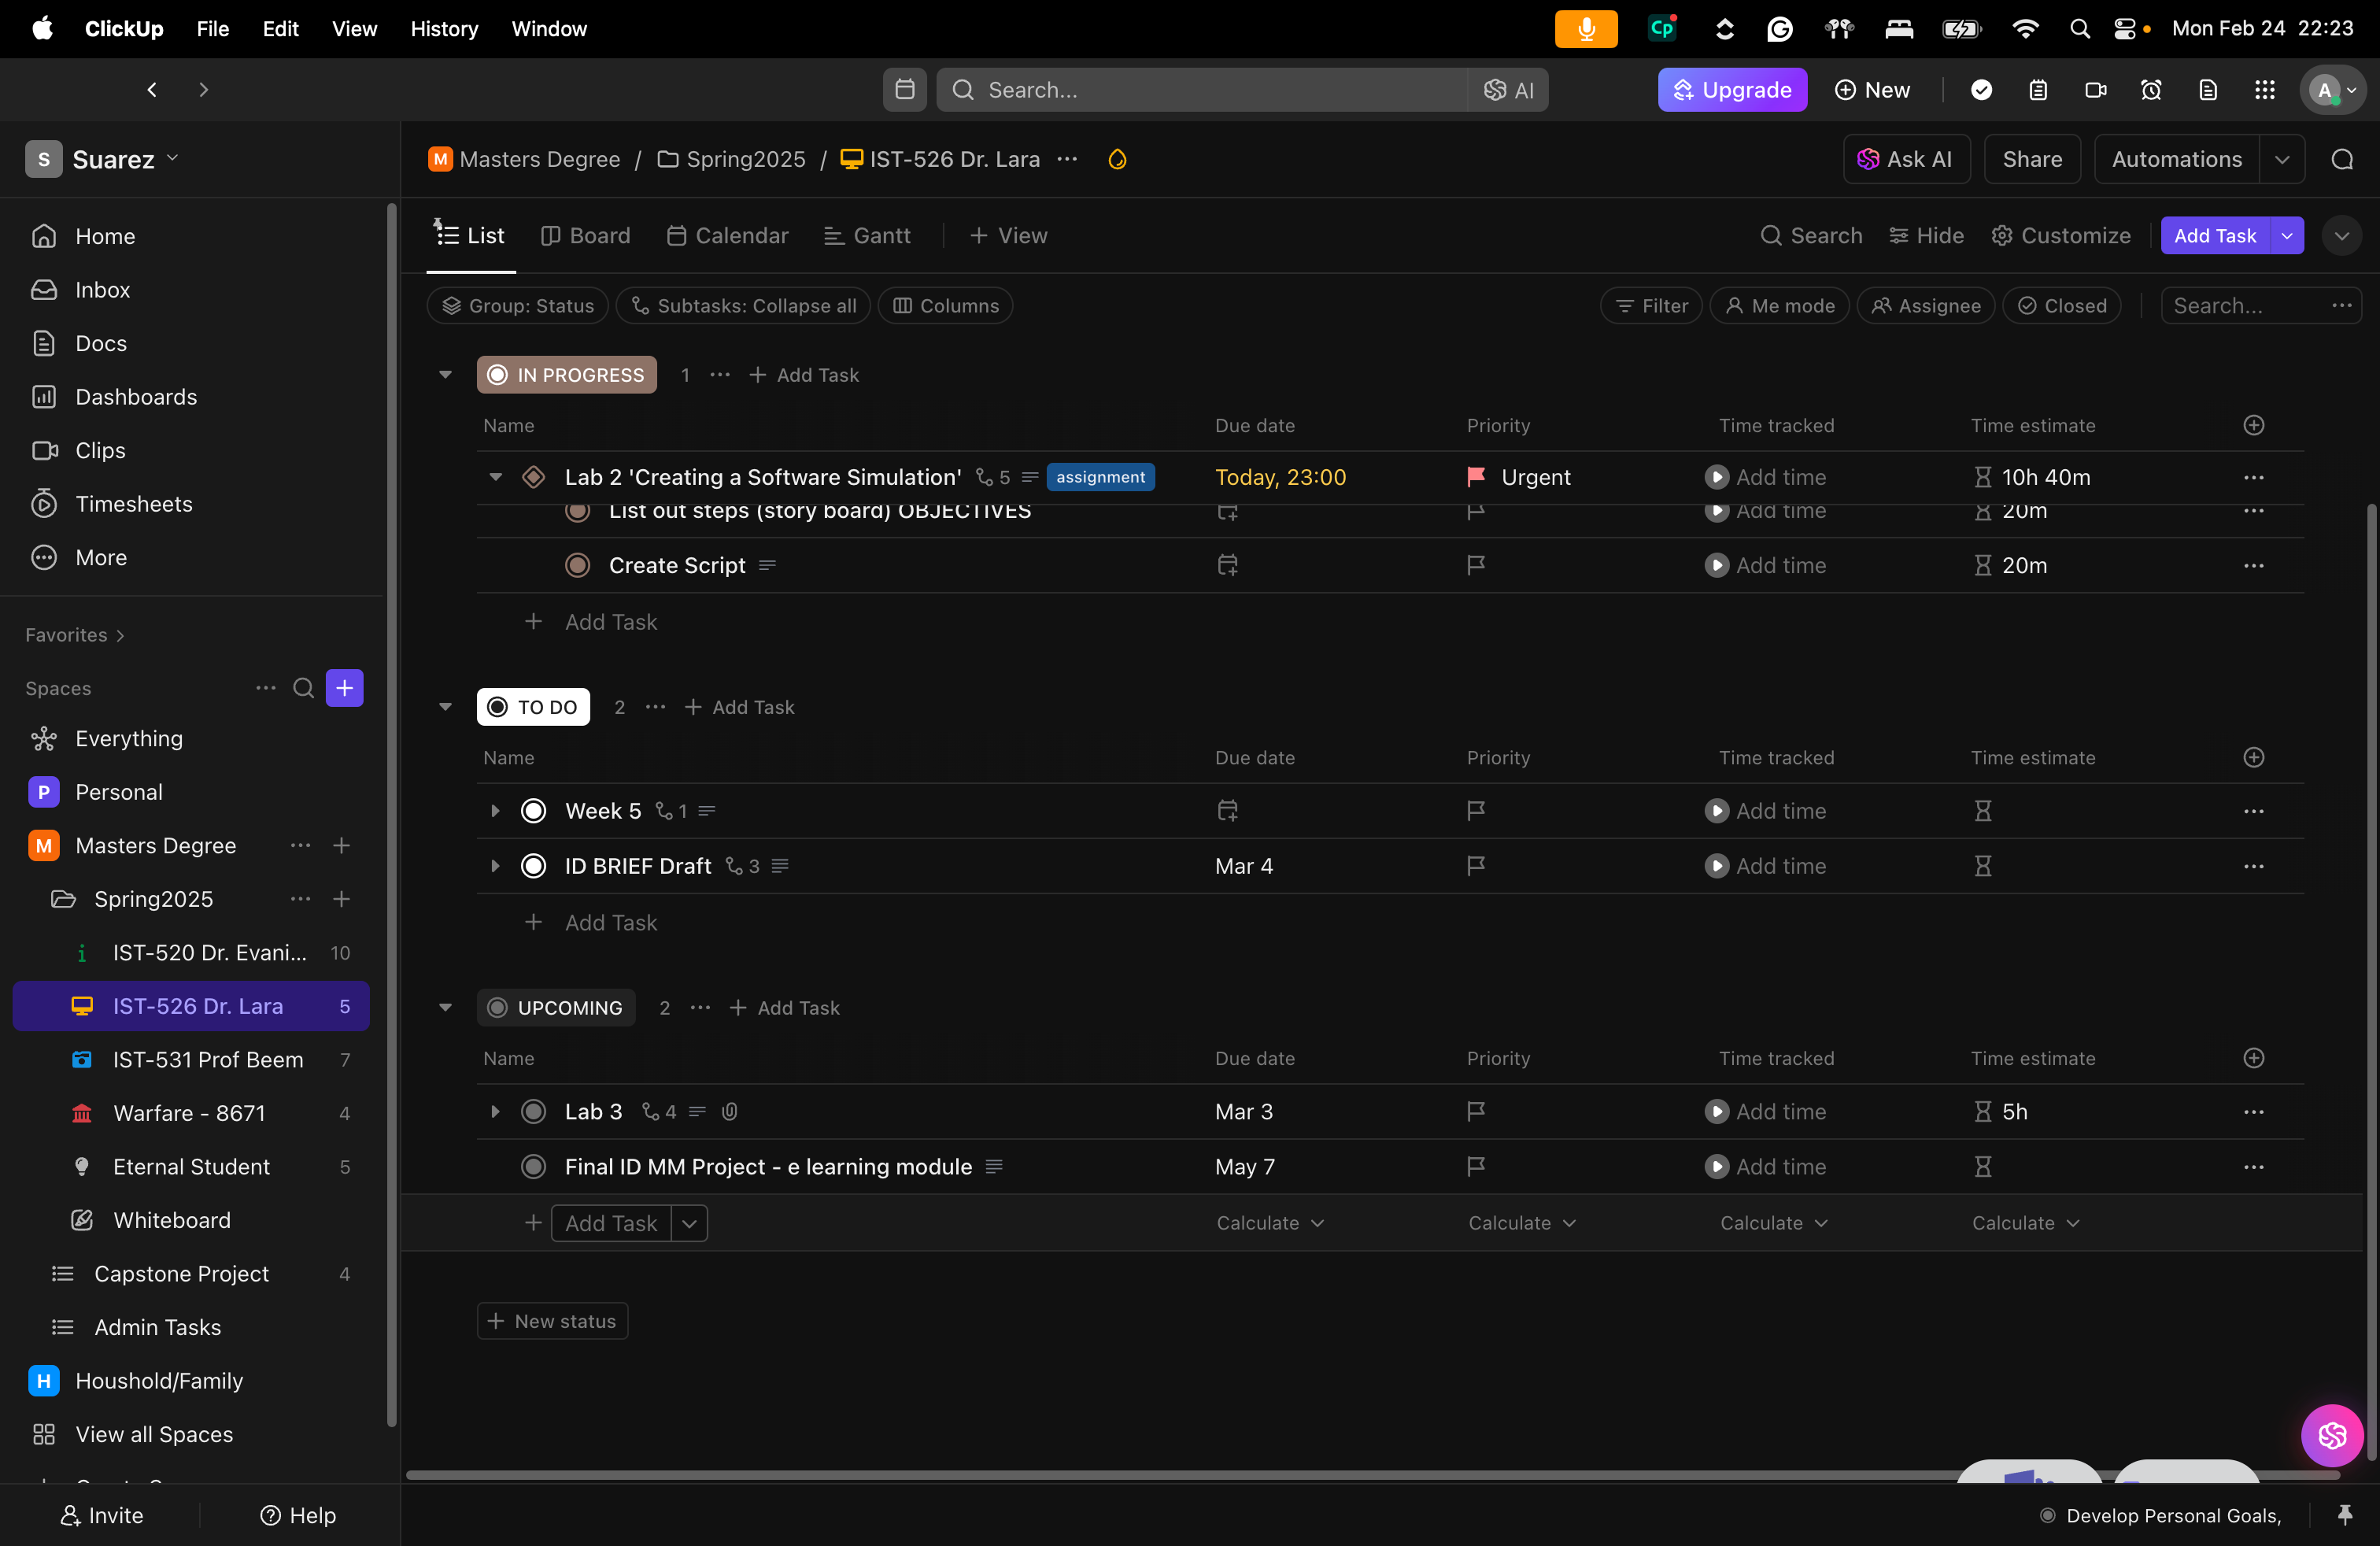 ClickUp File Edit View History Window Cp Mon Feb 24 22:23
Search... AI Upgrade New A
S Suarez
M Masters Degree / Spring2025 / IST-526 Dr. Lara Ask AI Share Automations
List Board Calendar Gantt View Search Hide Customize Add Task
Group: Status Subtasks: Collapse all Columns Filter Me mode Assignee Closed Search...
Home
Inbox
Docs
Dashboards
Clips
Timesheets
More
Favorites
Spaces
Everything
P Personal
M Masters Degree
Spring2025
IST-520 Dr. Evani... 10
IST-526 Dr. Lara 5
IST-531 Prof Beem 7
Warfare - 8671 4
Eternal Student 5
Whiteboard
Capstone Project 4
Admin Tasks
H Houshold/Family
View all Spaces
Invite Help
IN PROGRESS 1 Add Task
Name Due date Priority Time tracked Time estimate
Lab 2 'Creating a Software Simulation' 5 assignment Today, 23:00 Urgent Add time 10h 40m
List out steps (story board) OBJECTIVES Add time 20m
Create Script Add time 20m
Add Task
TO DO 2 Add Task
Name Due date Priority Time tracked Time estimate
Week 5 1 Add time
ID BRIEF Draft 3 Mar 4 Add time
Add Task
UPCOMING 2 Add Task
Name Due date Priority Time tracked Time estimate
Lab 3 4 Mar 3 Add time 5h
Final ID MM Project - e learning module May 7 Add time
Add Task Calculate Calculate Calculate Calculate
New status
Develop Personal Goals,